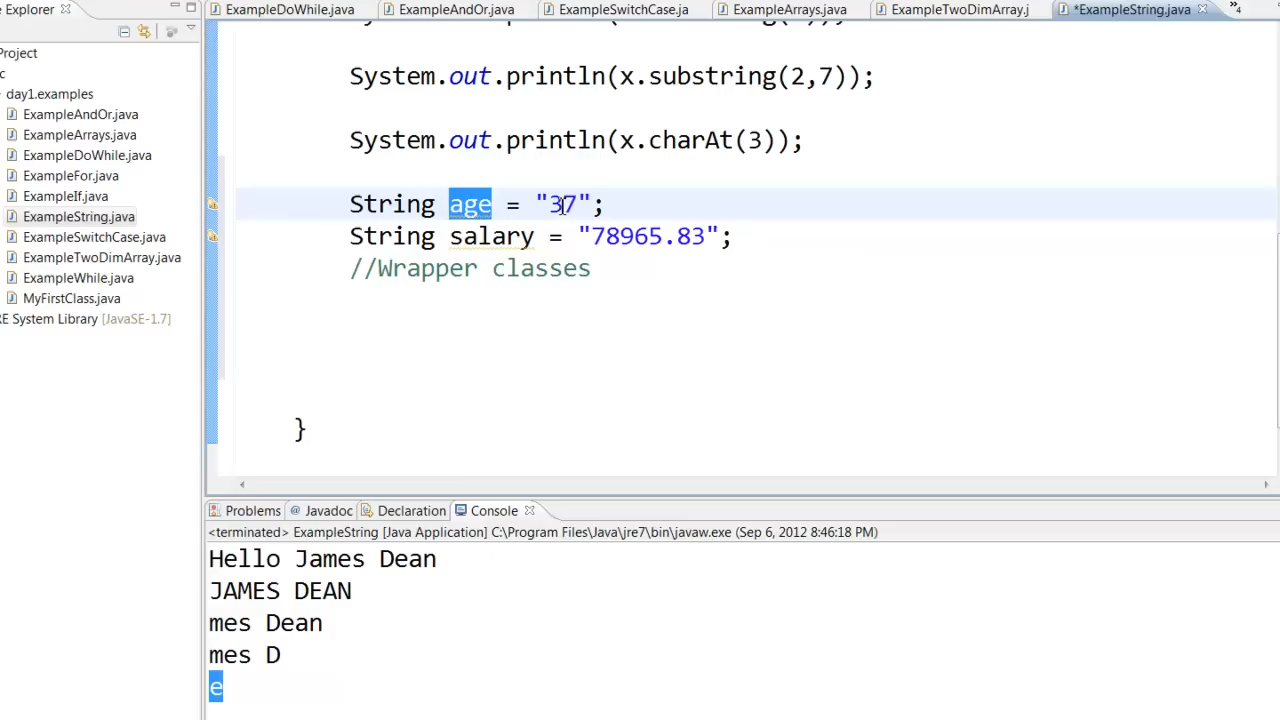 e Explorer
ExampleDoWhile.java
ExampleAndOr.java
ExampleSwitchCase.ja
ExampleArrays.java
ExampleTwoDimArray.j
*ExampleString.java
4
Project
c
day1.examples
ExampleAndOr.java
ExampleArrays.java
ExampleDoWhile.java
ExampleFor.java
ExampleIf.java
ExampleString.java
ExampleSwitchCase.java
ExampleTwoDimArray.java
ExampleWhile.java
MyFirstClass.java
RE System Library [JavaSE-1.7]
System.out.println(x.substring(2,7));
System.out.println(x.charAt(3));
String age = "37";
String salary = "78965.83";
//Wrapper classes
}
Problems @ Javadoc Declaration Console
<terminated> ExampleString [Java Application] C:\Program Files\Java\jre7\bin\javaw.exe (Sep 6, 2012 8:46:18 PM)
Hello James Dean
JAMES DEAN
mes Dean
mes D
e